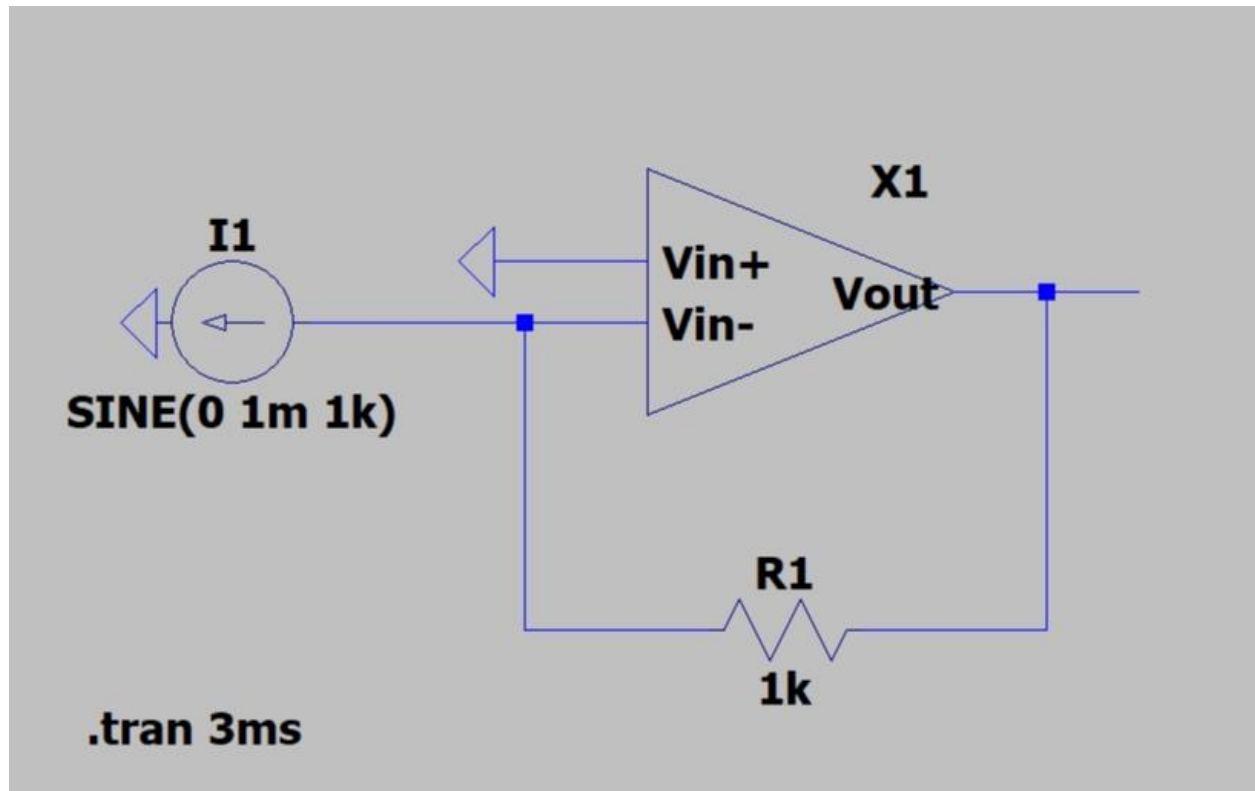 X1
I1
Vin+
Vout
Vin-
SINE(0 1m 1k)
R1
1k
.tran 3ms